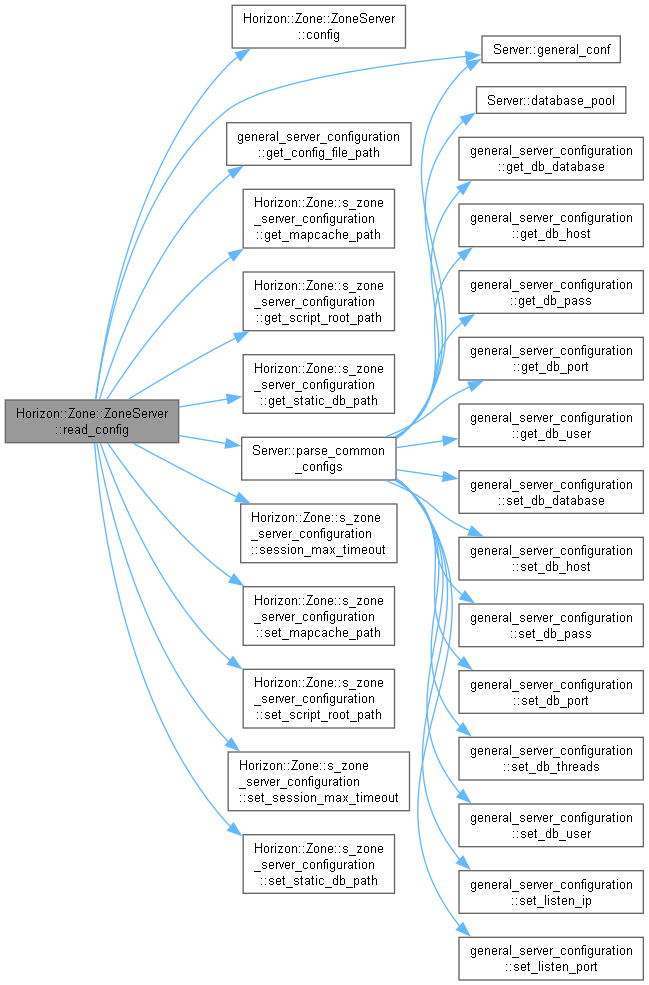 Horizon::Zone::ZoneServer
::read_config
Horizon::Zone::ZoneServer
::config
general_server_configuration
::get_config_file_path
Horizon::Zone::s_zone
_server_configuration
::get_mapcache_path
Horizon::Zone::s_zone
_server_configuration
::get_script_root_path
Horizon::Zone::s_zone
_server_configuration
::get_static_db_path
Server::parse_common
_configs
Horizon::Zone::s_zone
_server_configuration
::session_max_timeout
Horizon::Zone::s_zone
_server_configuration
::set_mapcache_path
Horizon::Zone::s_zone
_server_configuration
::set_script_root_path
Horizon::Zone::s_zone
_server_configuration
::set_session_max_timeout
Horizon::Zone::s_zone
_server_configuration
::set_static_db_path
Server::general_conf
Server::database_pool
general_server_configuration
::get_db_database
general_server_configuration
::get_db_host
general_server_configuration
::get_db_pass
general_server_configuration
::get_db_port
general_server_configuration
::get_db_user
general_server_configuration
::set_db_database
general_server_configuration
::set_db_host
general_server_configuration
::set_db_pass
general_server_configuration
::set_db_port
general_server_configuration
::set_db_threads
general_server_configuration
::set_db_user
general_server_configuration
::set_listen_ip
general_server_configuration
::set_listen_port